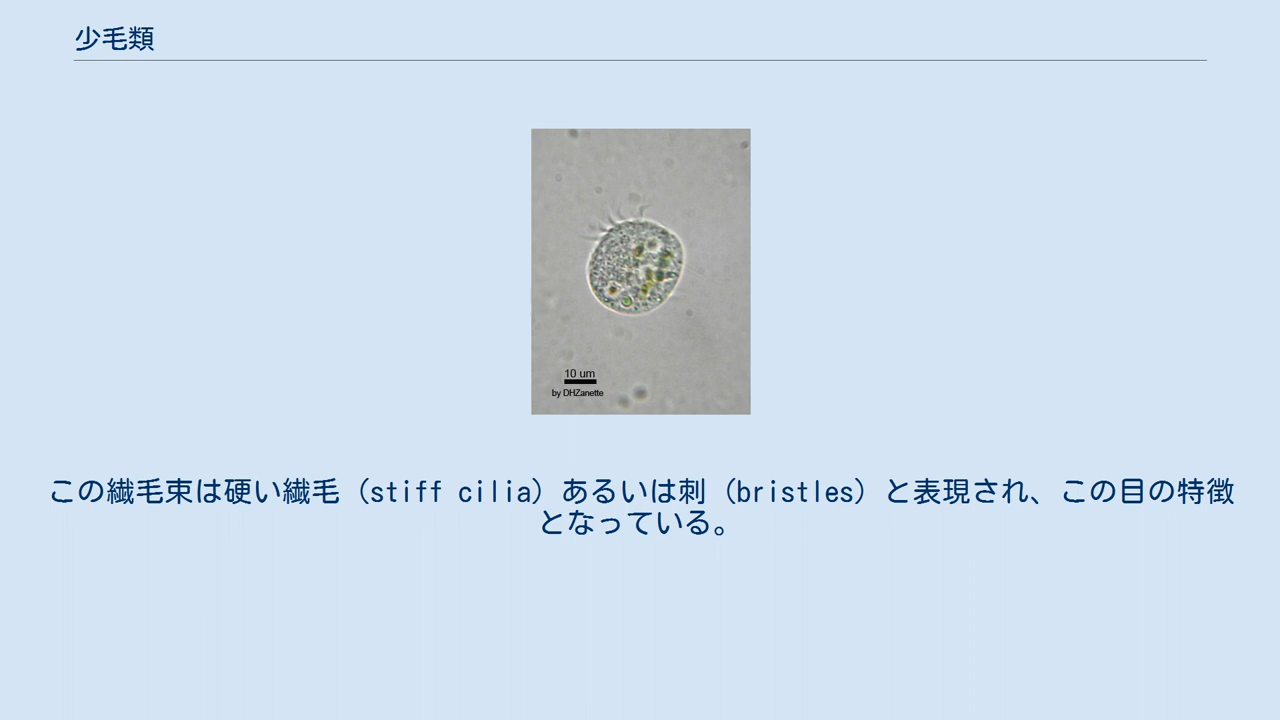 少毛類
10 um
by DHZanette
この繊毛束は硬い繊毛（stiff cilia）あるいは刺（bristles）と表現され、この目の特徴
となっている。